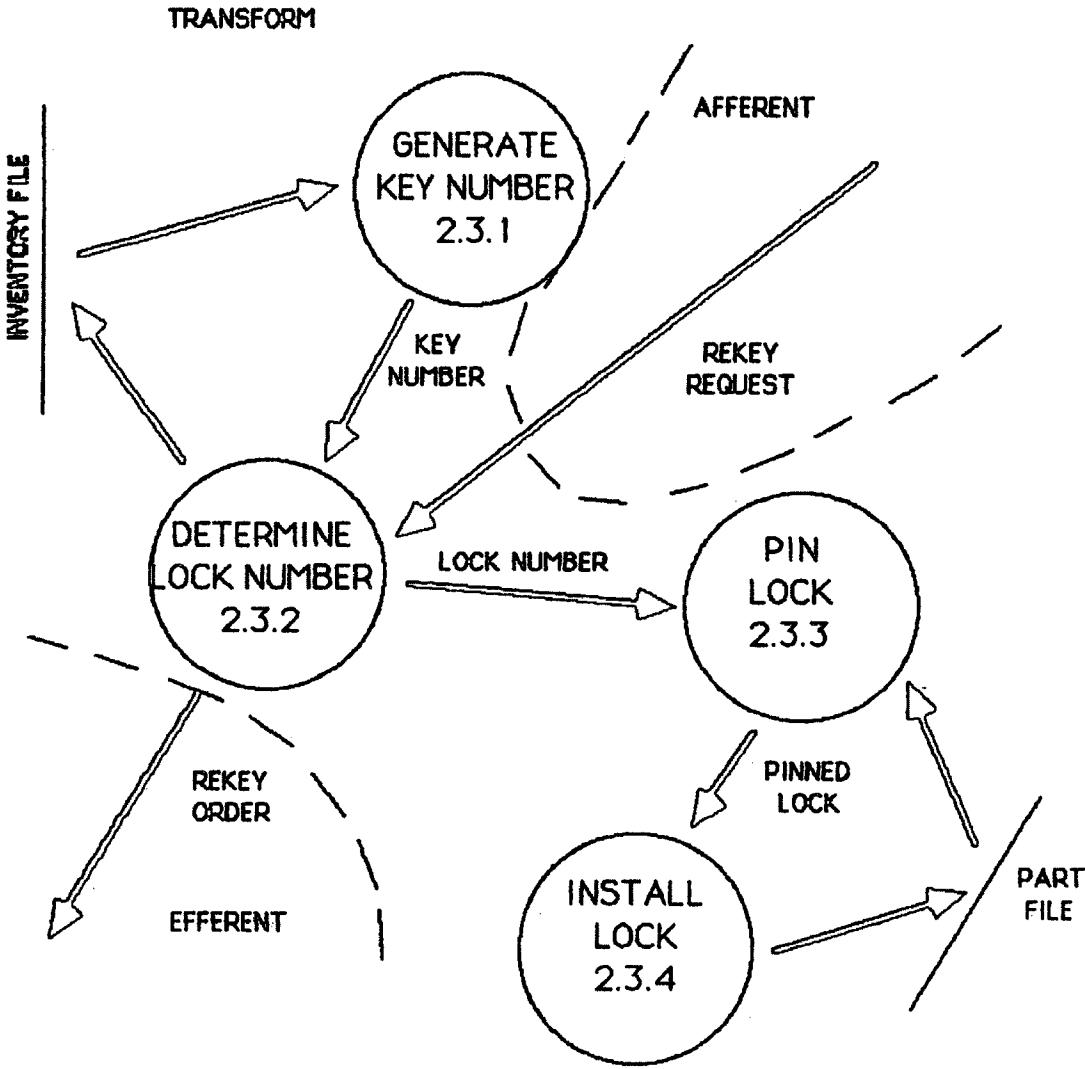 TRANSFORM
AFFERENT
GENERATE
KEY NUMBER
2.3.1
INVENTORY FILE
KEY
NUMBER
REKEY
REQUEST
DETERMINE
LOCK NUMBER
2.3.2
LOCK NUMBER
PIN
LOCK
2.3.3
REKEY
ORDER
PINNED
LOCK
EFFERENT
INSTALL
LOCK
2.3.4
PART
FILE